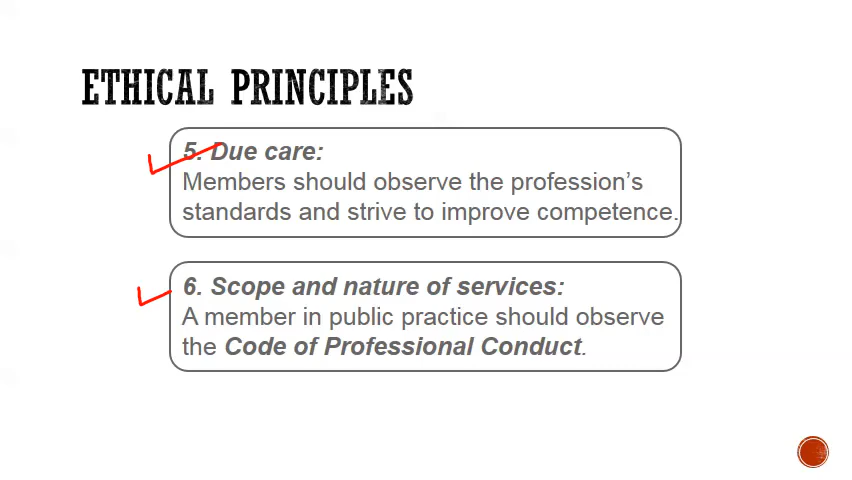 ETHICAL PRINCIPLES
5. Due care:
Members should observe the profession’s
standards and strive to improve competence.
6. Scope and nature of services:
A member in public practice should observe
the Code of Professional Conduct.